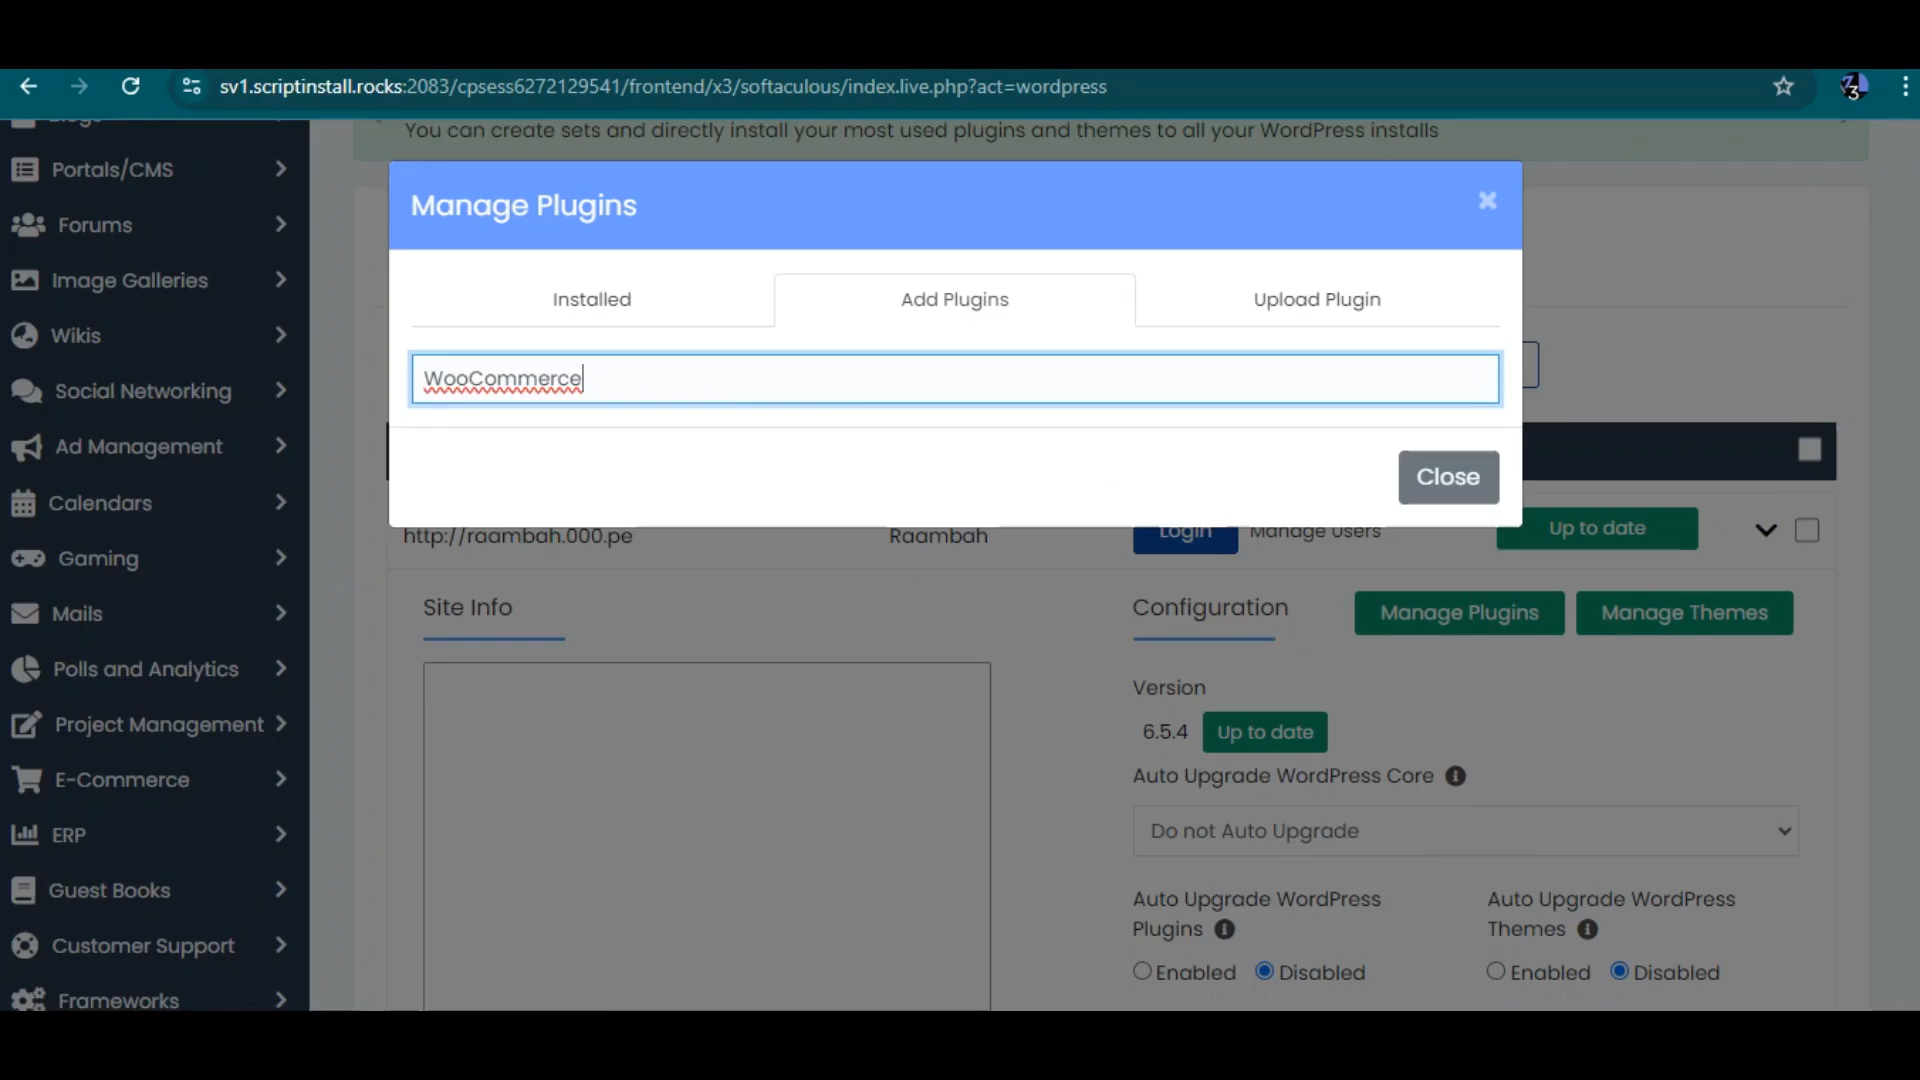 sv1.scriptinstall.rocks:2083/cpsess6272129541/frontend/x3/softaculous/index.live.php?act=wordpress
3
You can create sets and directly install your most used plugins and themes to all your WordPress installs
Portals/CMS
Forums
Image Galleries
Wikis
Social Networking
Ad Management
Calendars
Gaming
Mails
Polls and Analytics
Project Management
E-Commerce
ERP
Guest Books
Customer Support
Frameworks
Manage Plugins
Installed
Add Plugins
Upload Plugin
WooCommerce
Close
http://raambah.000.pe
Raambah
Login
Manage Users
Up to date
Site Info
Configuration
Manage Plugins
Manage Themes
Version
6.5.4
Up to date
Auto Upgrade WordPress Core
Do not Auto Upgrade
Auto Upgrade WordPress
Plugins
Enabled
Disabled
Auto Upgrade WordPress
Themes
Enabled
Disabled